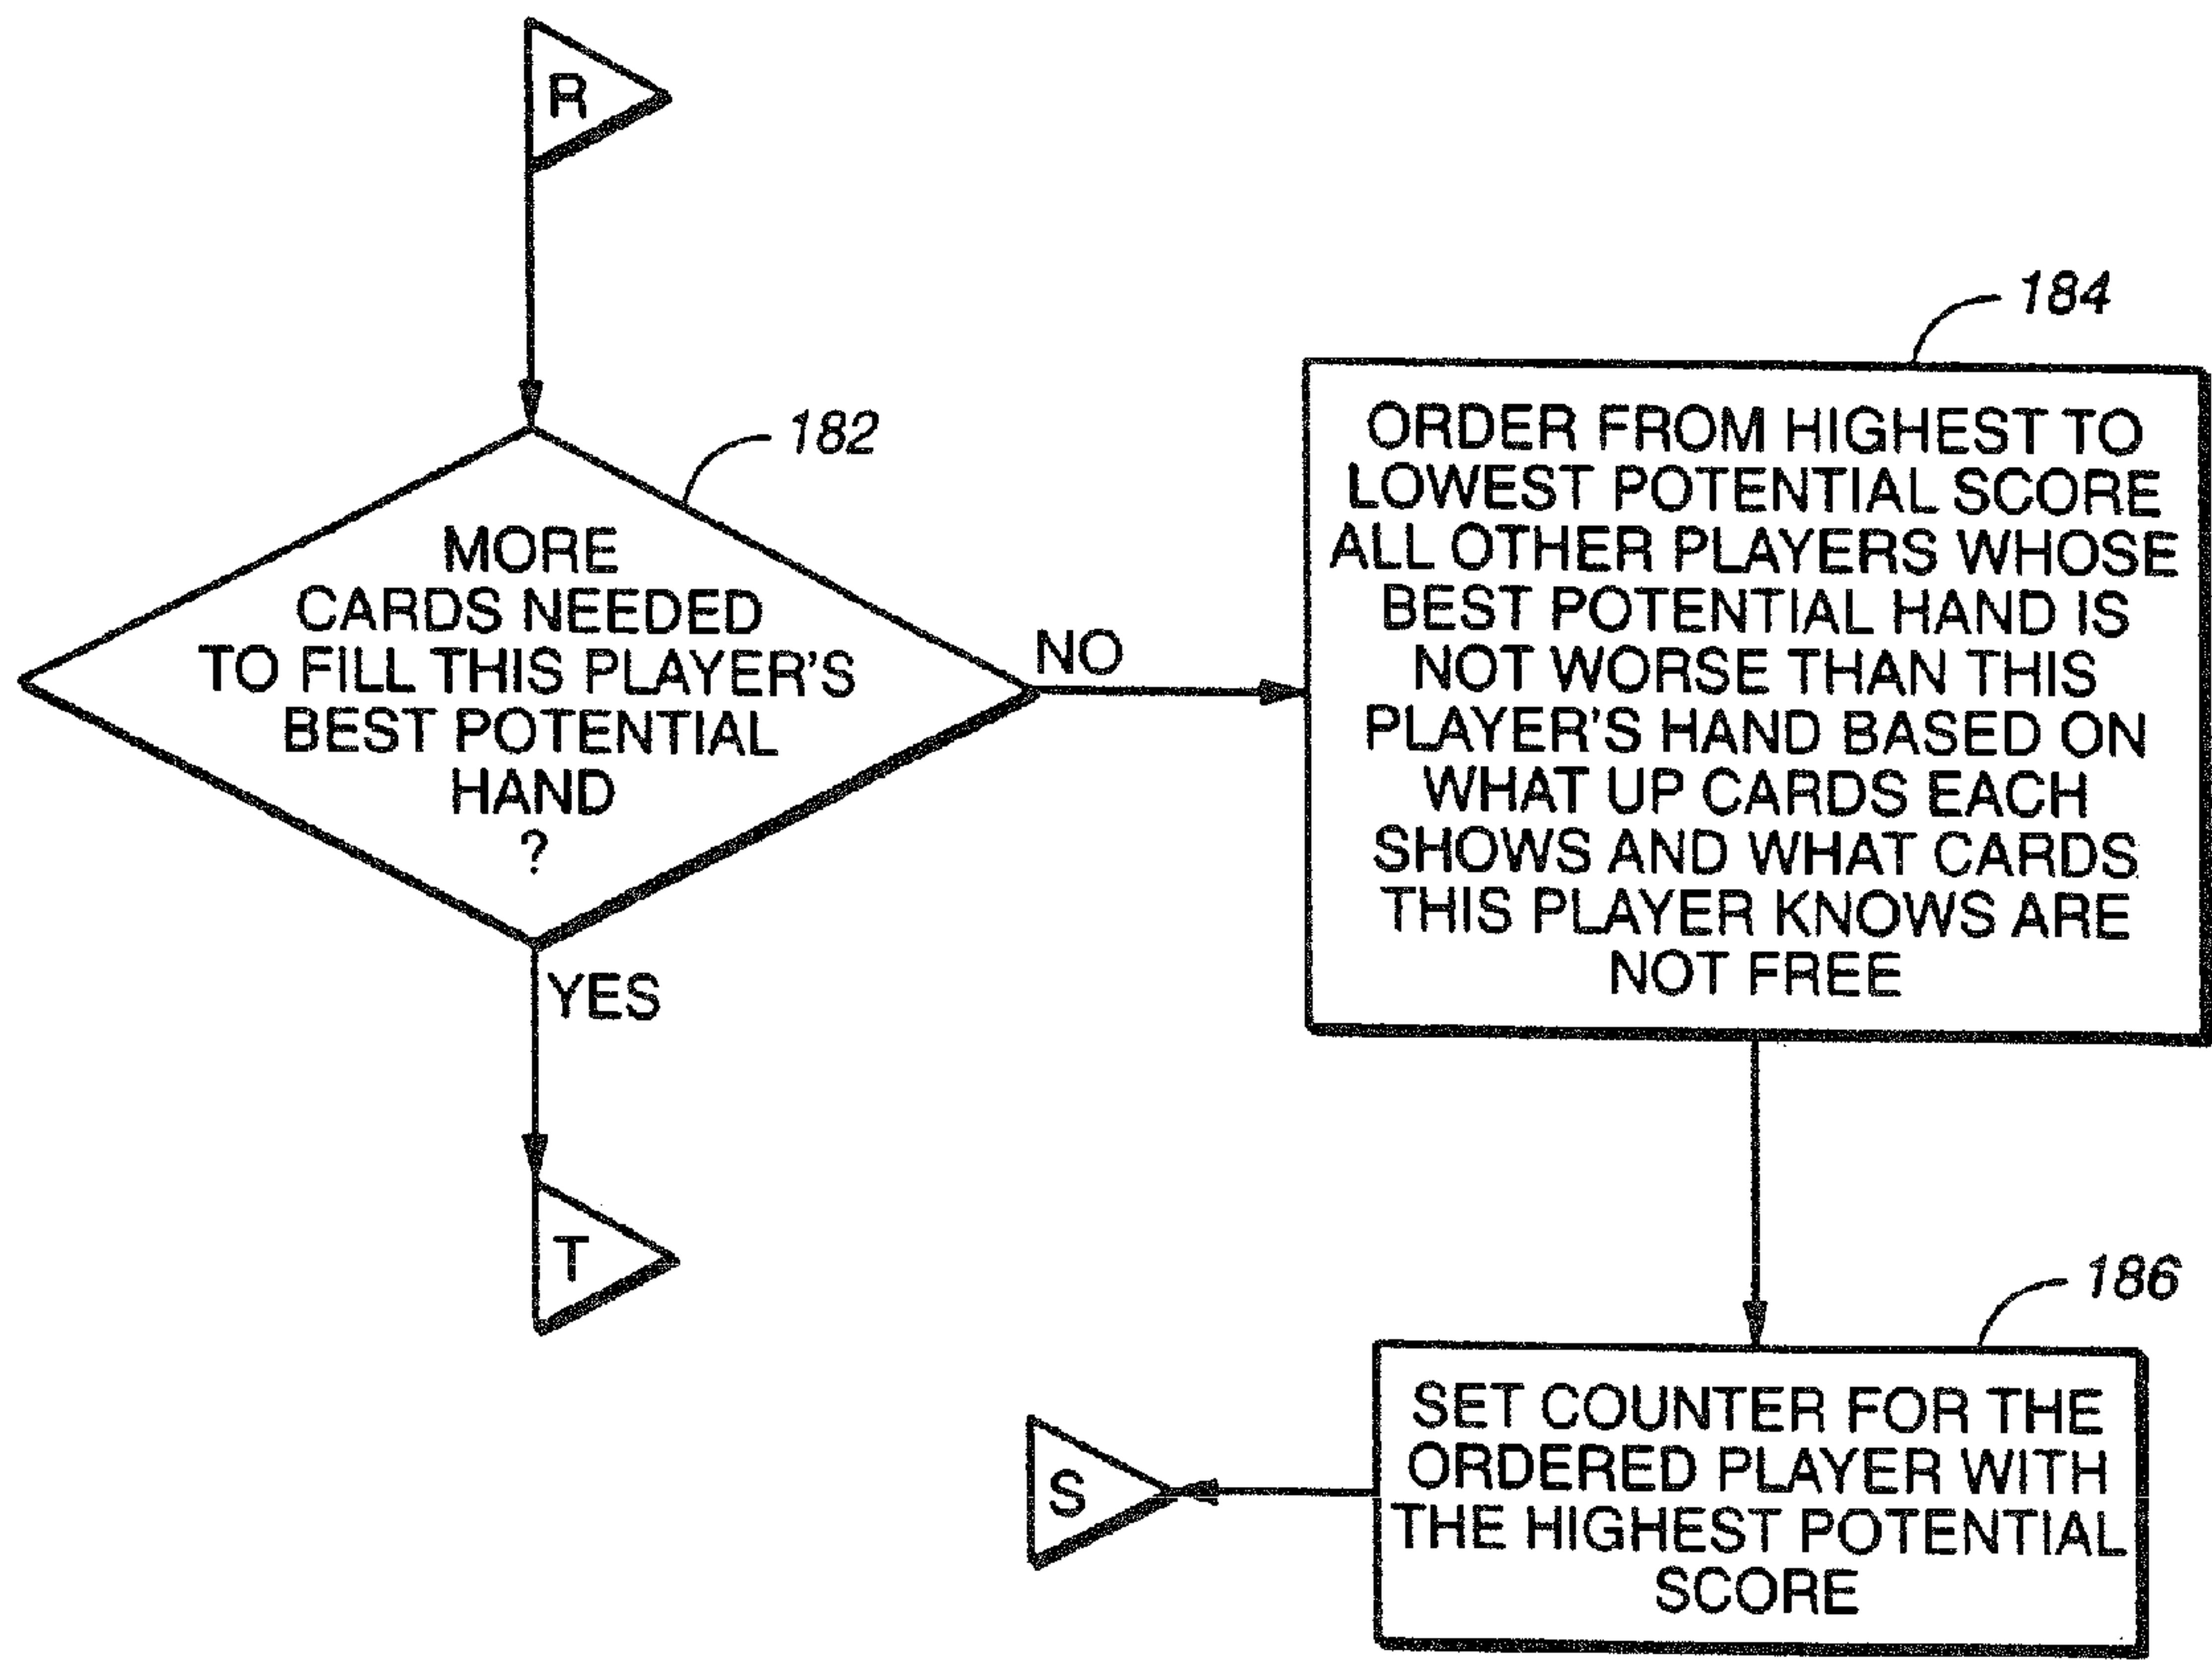 R
182
MORE
CARDS NEEDED
TO FILL THIS PLAYER'S
BEST POTENTIAL
HAND
?
NO
YES
T
184
ORDER FROM HIGHEST TO
LOWEST POTENTIAL SCORE
ALL OTHER PLAYERS WHOSE
BEST POTENTIAL HAND IS
NOT WORSE THAN THIS
PLAYER'S HAND BASED ON
WHAT UP CARDS EACH
SHOWS AND WHAT CARDS
THIS PLAYER KNOWS ARE
NOT FREE
186
SET COUNTER FOR THE
ORDERED PLAYER WITH
THE HIGHEST POTENTIAL
SCORE
S